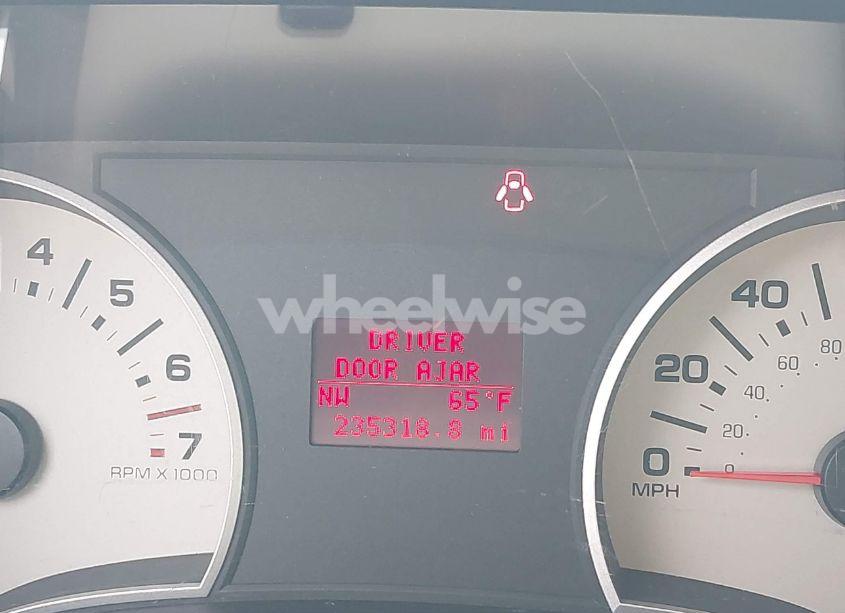 wheelwise
DRIVER
DOOR AJAR
NW 65°F
235318.8 mi
4
5
6
7
RPM X 1000
0
20
40
MPH
0
20
40
60
80